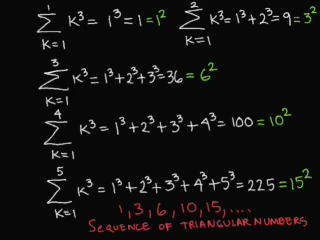 ∑_{K=1}^{1} K³ = 1³ = 1 = 1²
∑_{K=1}^{2} K³ = 1³ + 2³ = 9 = 3²
∑_{K=1}^{3} K³ = 1³ + 2³ + 3³ = 36 = 6²
∑_{K=1}^{4} K³ = 1³ + 2³ + 3³ + 4³ = 100 = 10²
∑_{K=1}^{5} K³ = 1³ + 2³ + 3³ + 4³ + 5³ = 225 = 15²
1, 3, 6, 10, 15, ....
SEQUENCE OF TRIANGULAR NUMBERS